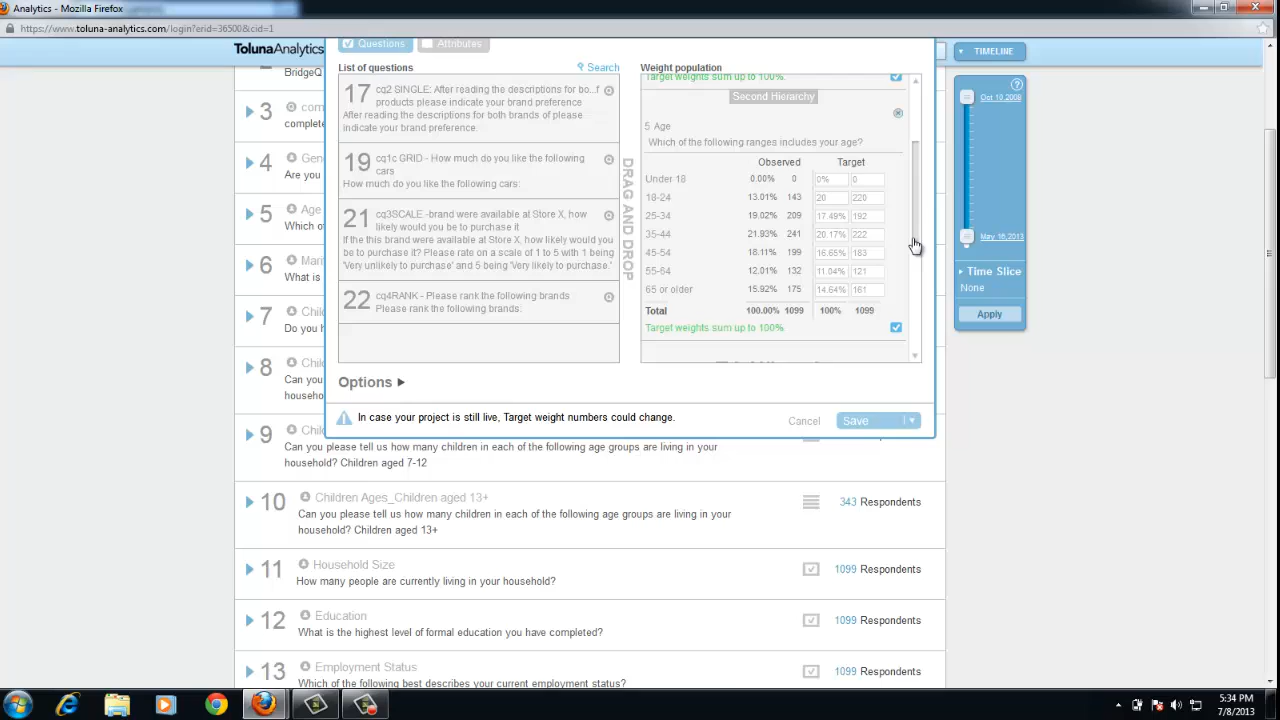 Analytics - Mozilla Firefox
https://www.toluna-analytics.com/login?erid=36500&cid=1
TolunaAnalytics
TIMELINE
Questions
Attributes
List of questions
Search
17 cq2 SINGLE: After reading the descriptions for bo...f
products please indicate your brand preference
After reading the descriptions for both brands of please
indicate your brand preference.
19 cq1c GRID - How much do you like the following
cars
How much do you like the following cars:
21 cq3SCALE -brand were available at Store X, how
likely would you be to purchase it
If the this brand were available at Store X, how likely would you
be to purchase it? Please rate on a scale of 1 to 5 with 1 being
'Very unlikely to purchase' and 5 being 'Very likely to purchase.'
22 cq4RANK - Please rank the following brands
Please rank the following brands:
DRAG AND DROP
Weight population
Target weights sum up to 100%.
Second Hierarchy
5 Age
Which of the following ranges includes your age?
Observed Target
Under 18 0.00% 0 0% 0
18-24 13.01% 143 20 220
25-34 19.02% 209 17.49% 192
35-44 21.93% 241 20.17% 222
45-54 18.11% 199 16.65% 183
55-64 12.01% 132 11.04% 121
65 or older 15.92% 175 14.64% 161
Total 100.00% 1099 100% 1099
Target weights sum up to 100%.
Options
In case your project is still live, Target weight numbers could change.
Cancel
Save
BridgeQ
3 com
complete
4 Gen
Are you
5 Age
Which o
6 Mari
What is
7 Chil
Do you h
8 Chil
Can you
househo
9 Chil
Can you please tell us how many children in each of the following age groups are living in your
household? Children aged 7-12
10 Children Ages_Children aged 13+
Can you please tell us how many children in each of the following age groups are living in your
household? Children aged 13+
343 Respondents
11 Household Size
How many people are currently living in your household?
1099 Respondents
12 Education
What is the highest level of formal education you have completed?
1099 Respondents
13 Employment Status
Which of the following best describes your current employment status?
1099 Respondents
?
Oct 10,2008
May 16,2013
Time Slice
None
Apply
5:34 PM
7/8/2013